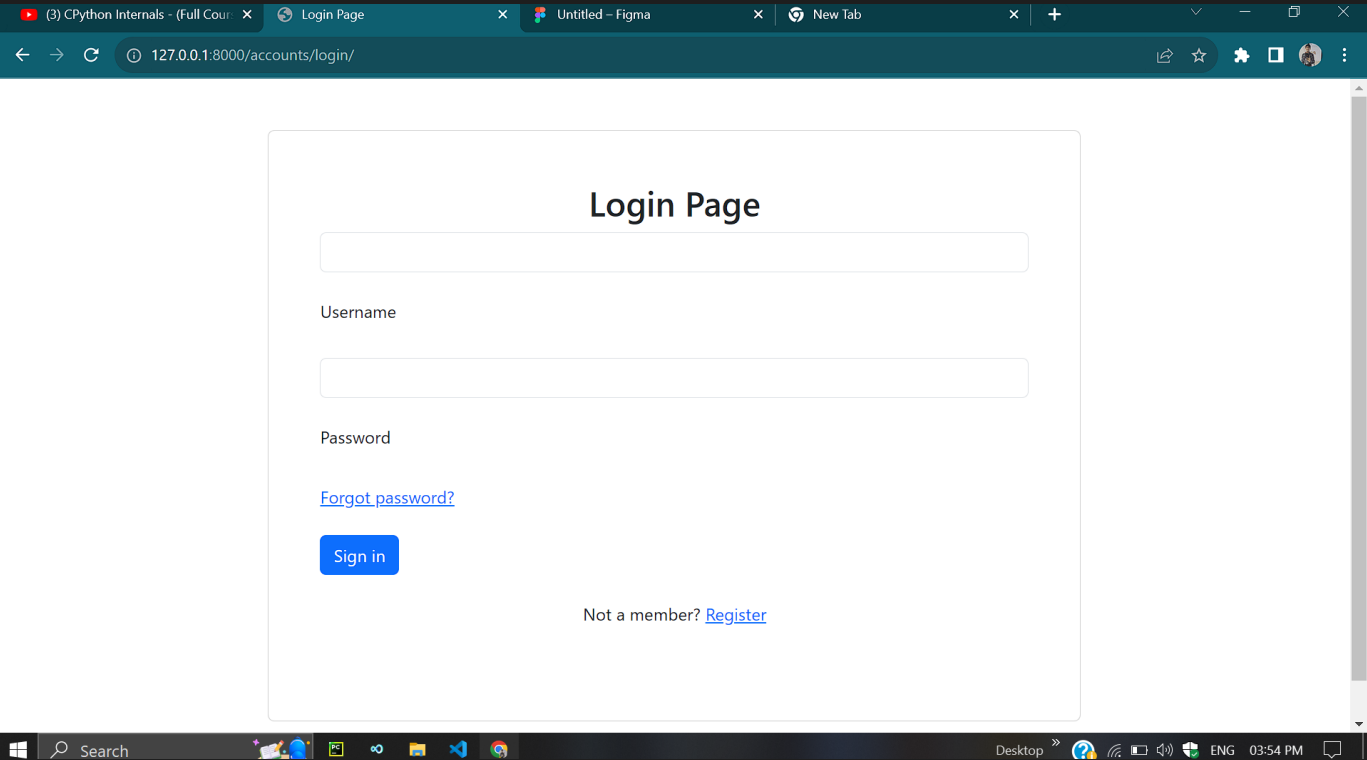 (3) CPython Internals - (Full Cour
Login Page
Untitled – Figma
New Tab
127.0.0.1:8000/accounts/login/
Login Page
Username
Password
Forgot password?
Sign in
Not a member? Register
Search
PC
Desktop
ENG
03:54 PM